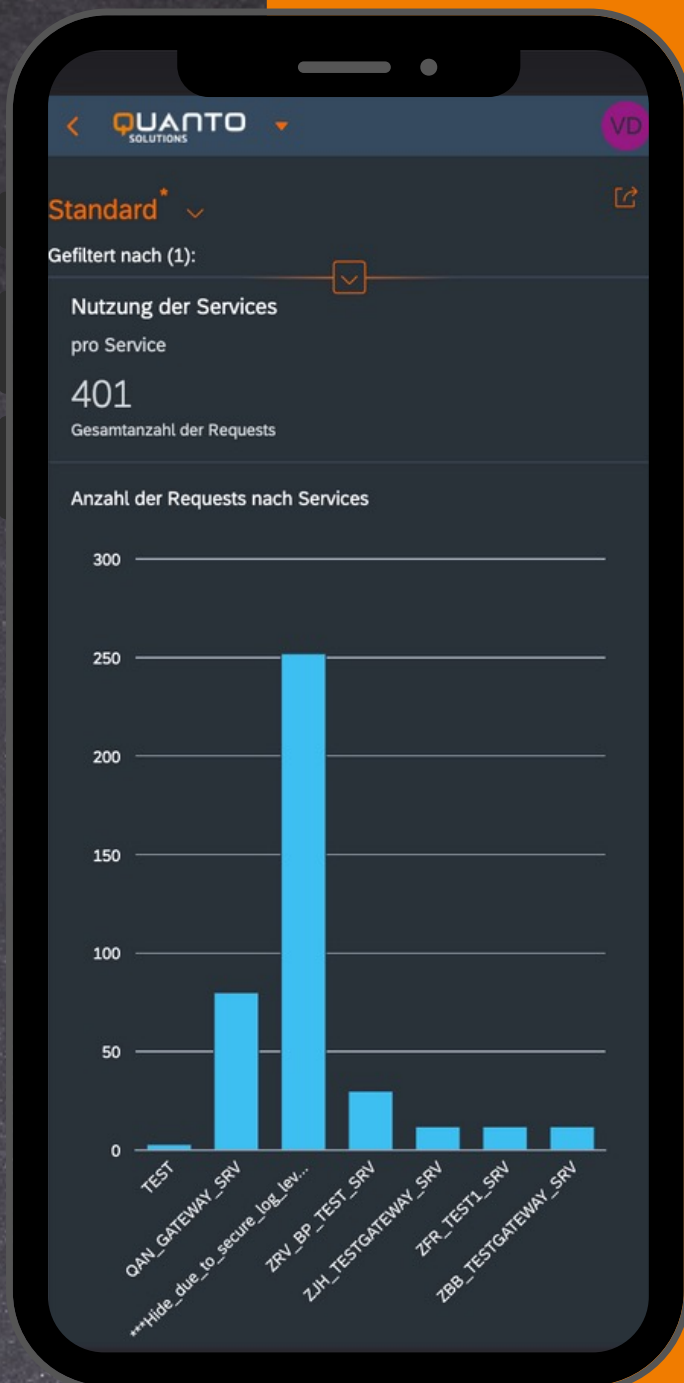 QUANTO
SOLUTIONS
VD
Standard*
Gefiltert nach (1):
Nutzung der Services
pro Service
401
Gesamtanzahl der Requests
Anzahl der Requests nach Services
300
250
200
150
100
50
0
TEST
QAN_GATEWAY_SRV
***Hide_due_to_secure_log_lev...
ZRV_BP_TEST_SRV
ZJH_TESTGATEWAY_SRV
ZFR_TEST1_SRV
ZBB_TESTGATEWAY_SRV